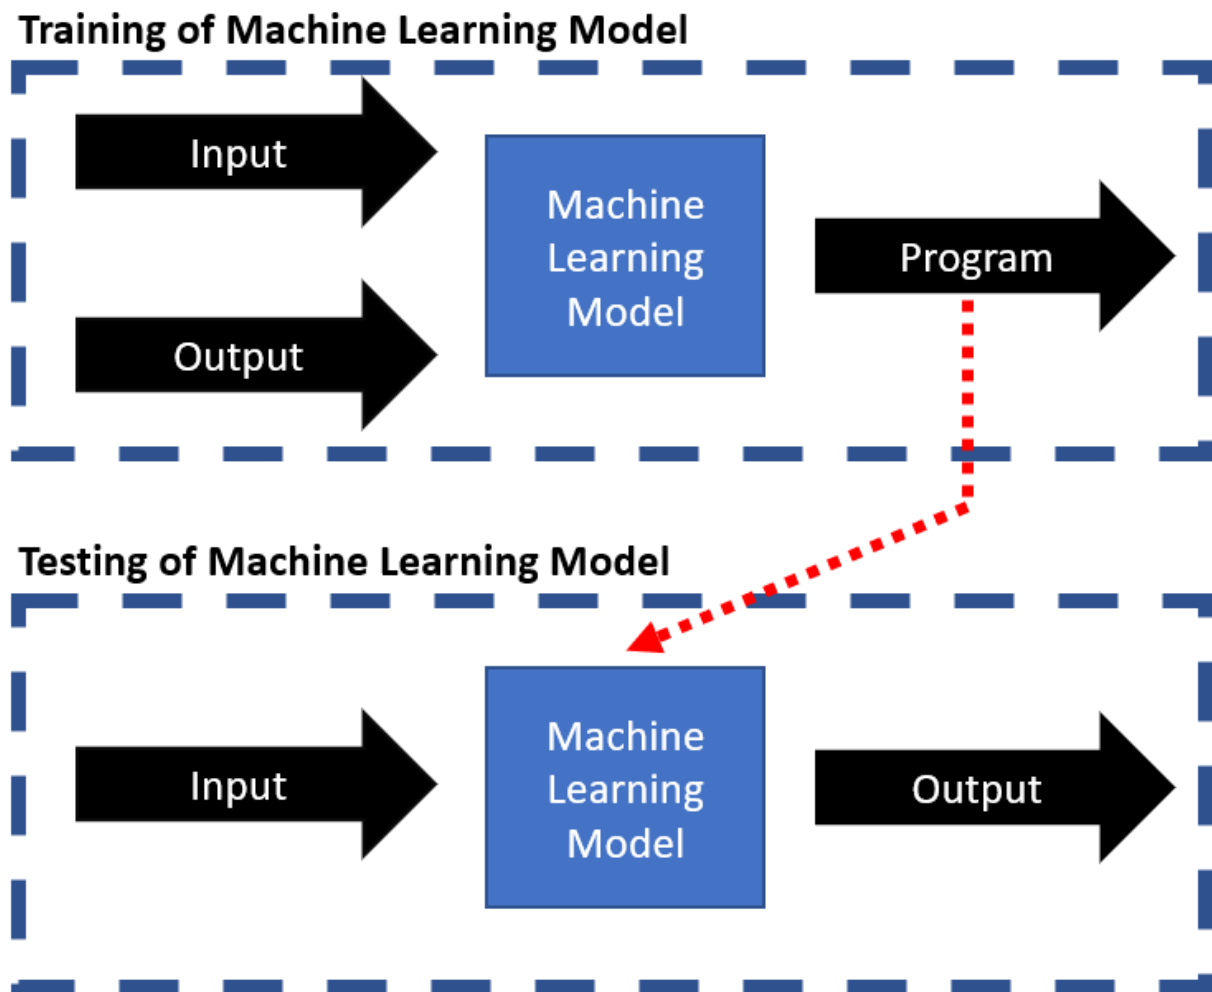 Training of Machine Learning Model
Input
Output
Machine
Learning
Model
Program
Testing of Machine Learning Model
Input
Machine
Learning
Model
Output